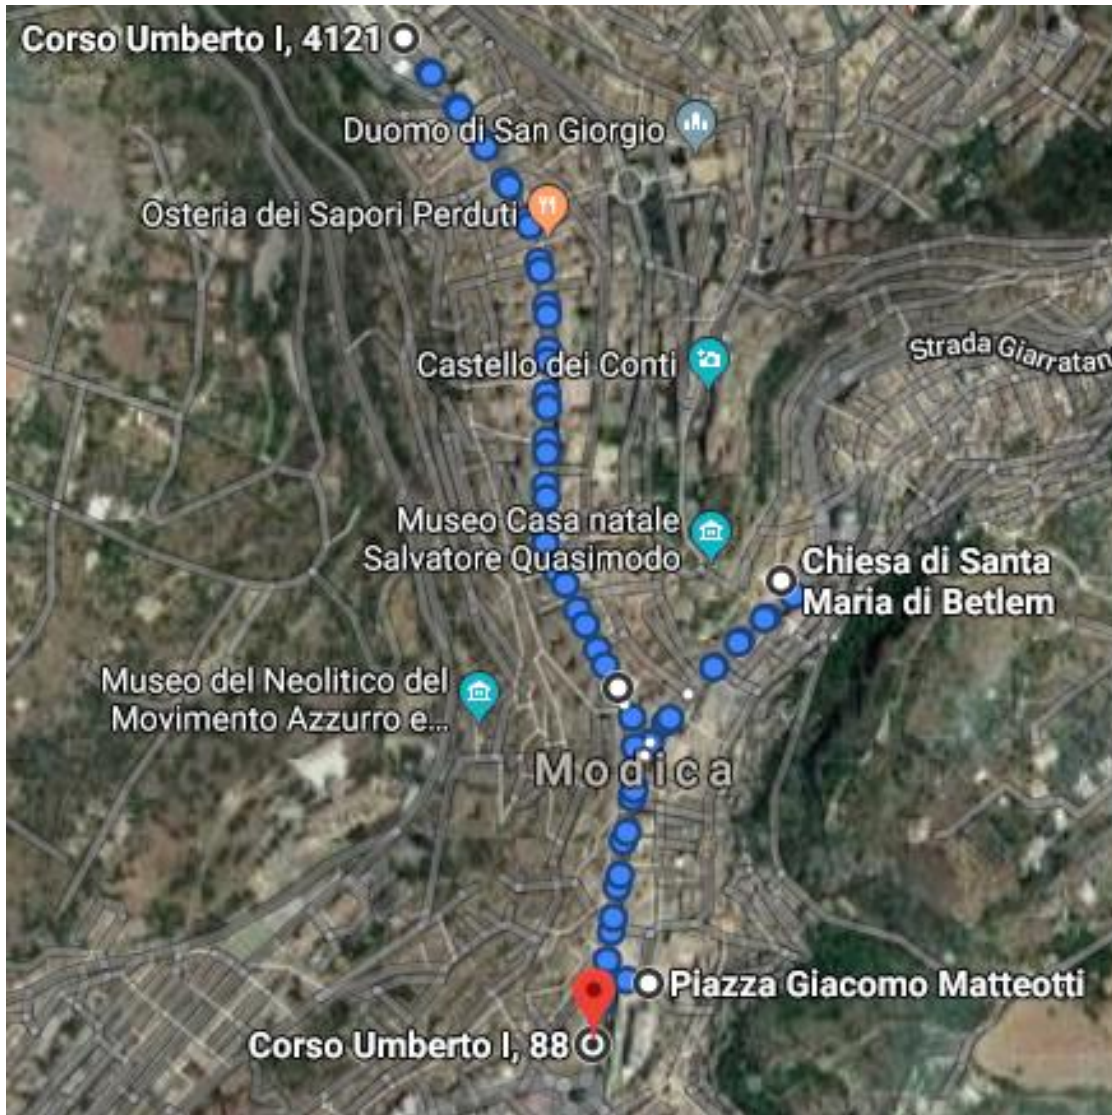 Corso Umberto I, 4121
Duomo di San Giorgio
Osteria dei Sapori Perduti
Castello dei Conti
Strada Giarratan
Museo Casa natale
Salvatore Quasimodo
Chiesa di Santa
Maria di Betlem
Museo del Neolitico del
Movimento Azzurro e...
Modica
Piazza Giacomo Matteotti
Corso Umberto I, 88